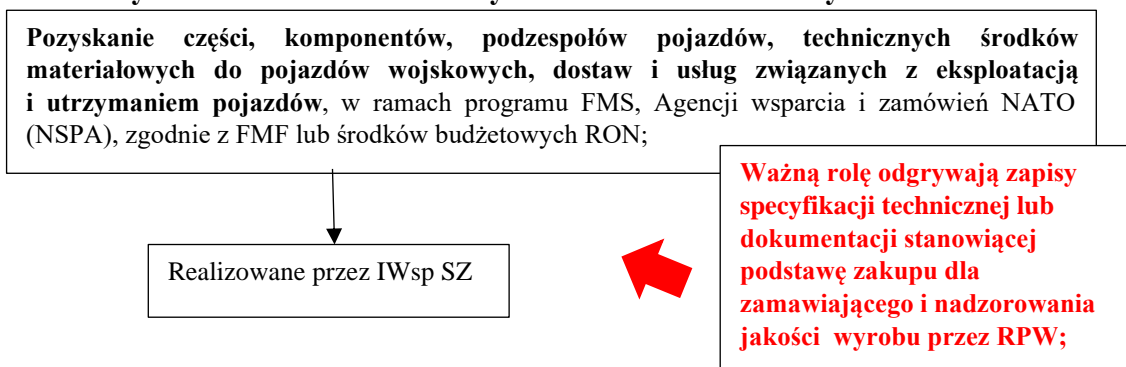 Pozyskanie części, komponentów, podzespołów pojazdów, technicznych środków
materiałowych do pojazdów wojskowych, dostaw i usług związanych z eksploatacją
i utrzymaniem pojazdów, w ramach programu FMS, Agencji wsparcia i zamówień NATO
(NSPA), zgodnie z FMF lub środków budżetowych RON;
Ważną rolę odgrywają zapisy
specyfikacji technicznej lub
dokumentacji stanowiącej
podstawę zakupu dla
zamawiającego i nadzorowania
jakości wyrobu przez RPW;
Realizowane przez IWsp SZ